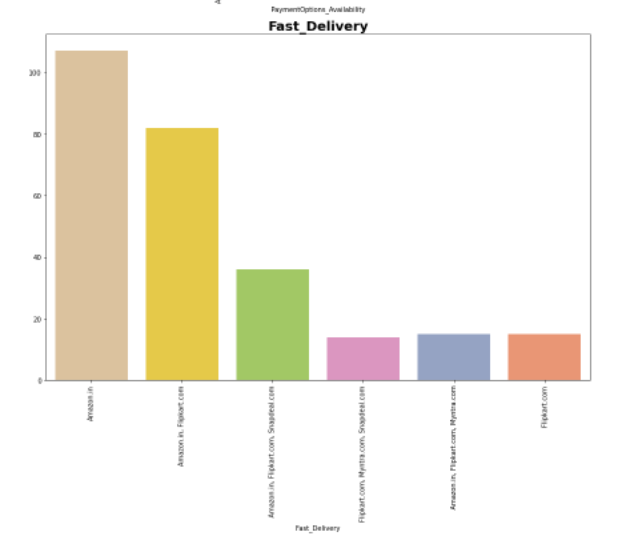 PaymentOptions_Availability
Fast_Delivery
100
80
60
40
20
0
Amazon.in
Amazon.in, Flipkart.com
Amazon.in, Flipkart.com, Snapdeal.com
Flipkart.com, Myntra.com, Snapdeal.com
Amazon.in, Flipkart.com, Myntra.com
Flipkart.com
Fast_Delivery